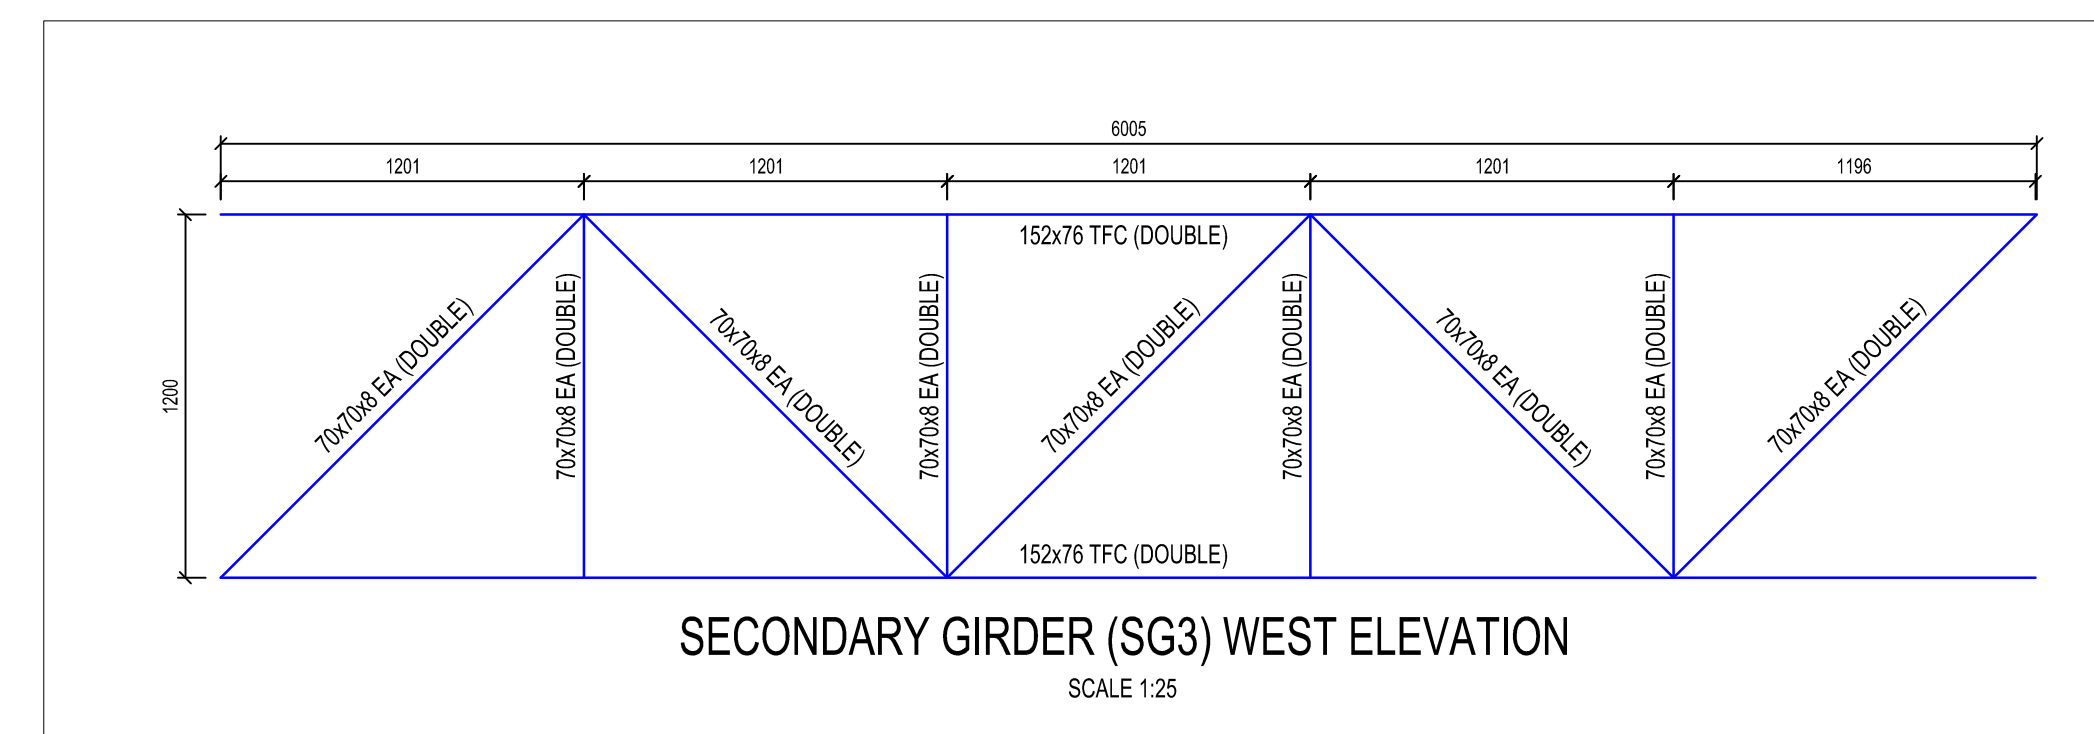 6005
1201
1201
1201
1201
1196
1200
152x76 TFC (DOUBLE)
70x70x8 EA (DOUBLE)
70x70x8 EA (DOUBLE)
70x70x8 EA (DOUBLE)
70x70x8 EA (DOUBLE)
70x70x8 EA (DOUBLE)
70x70x8 EA (DOUBLE)
70x70x8 EA (DOUBLE)
70x70x8 EA (DOUBLE)
70x70x8 EA (DOUBLE)
152x76 TFC (DOUBLE)
SECONDARY GIRDER (SG3) WEST ELEVATION
SCALE 1:25